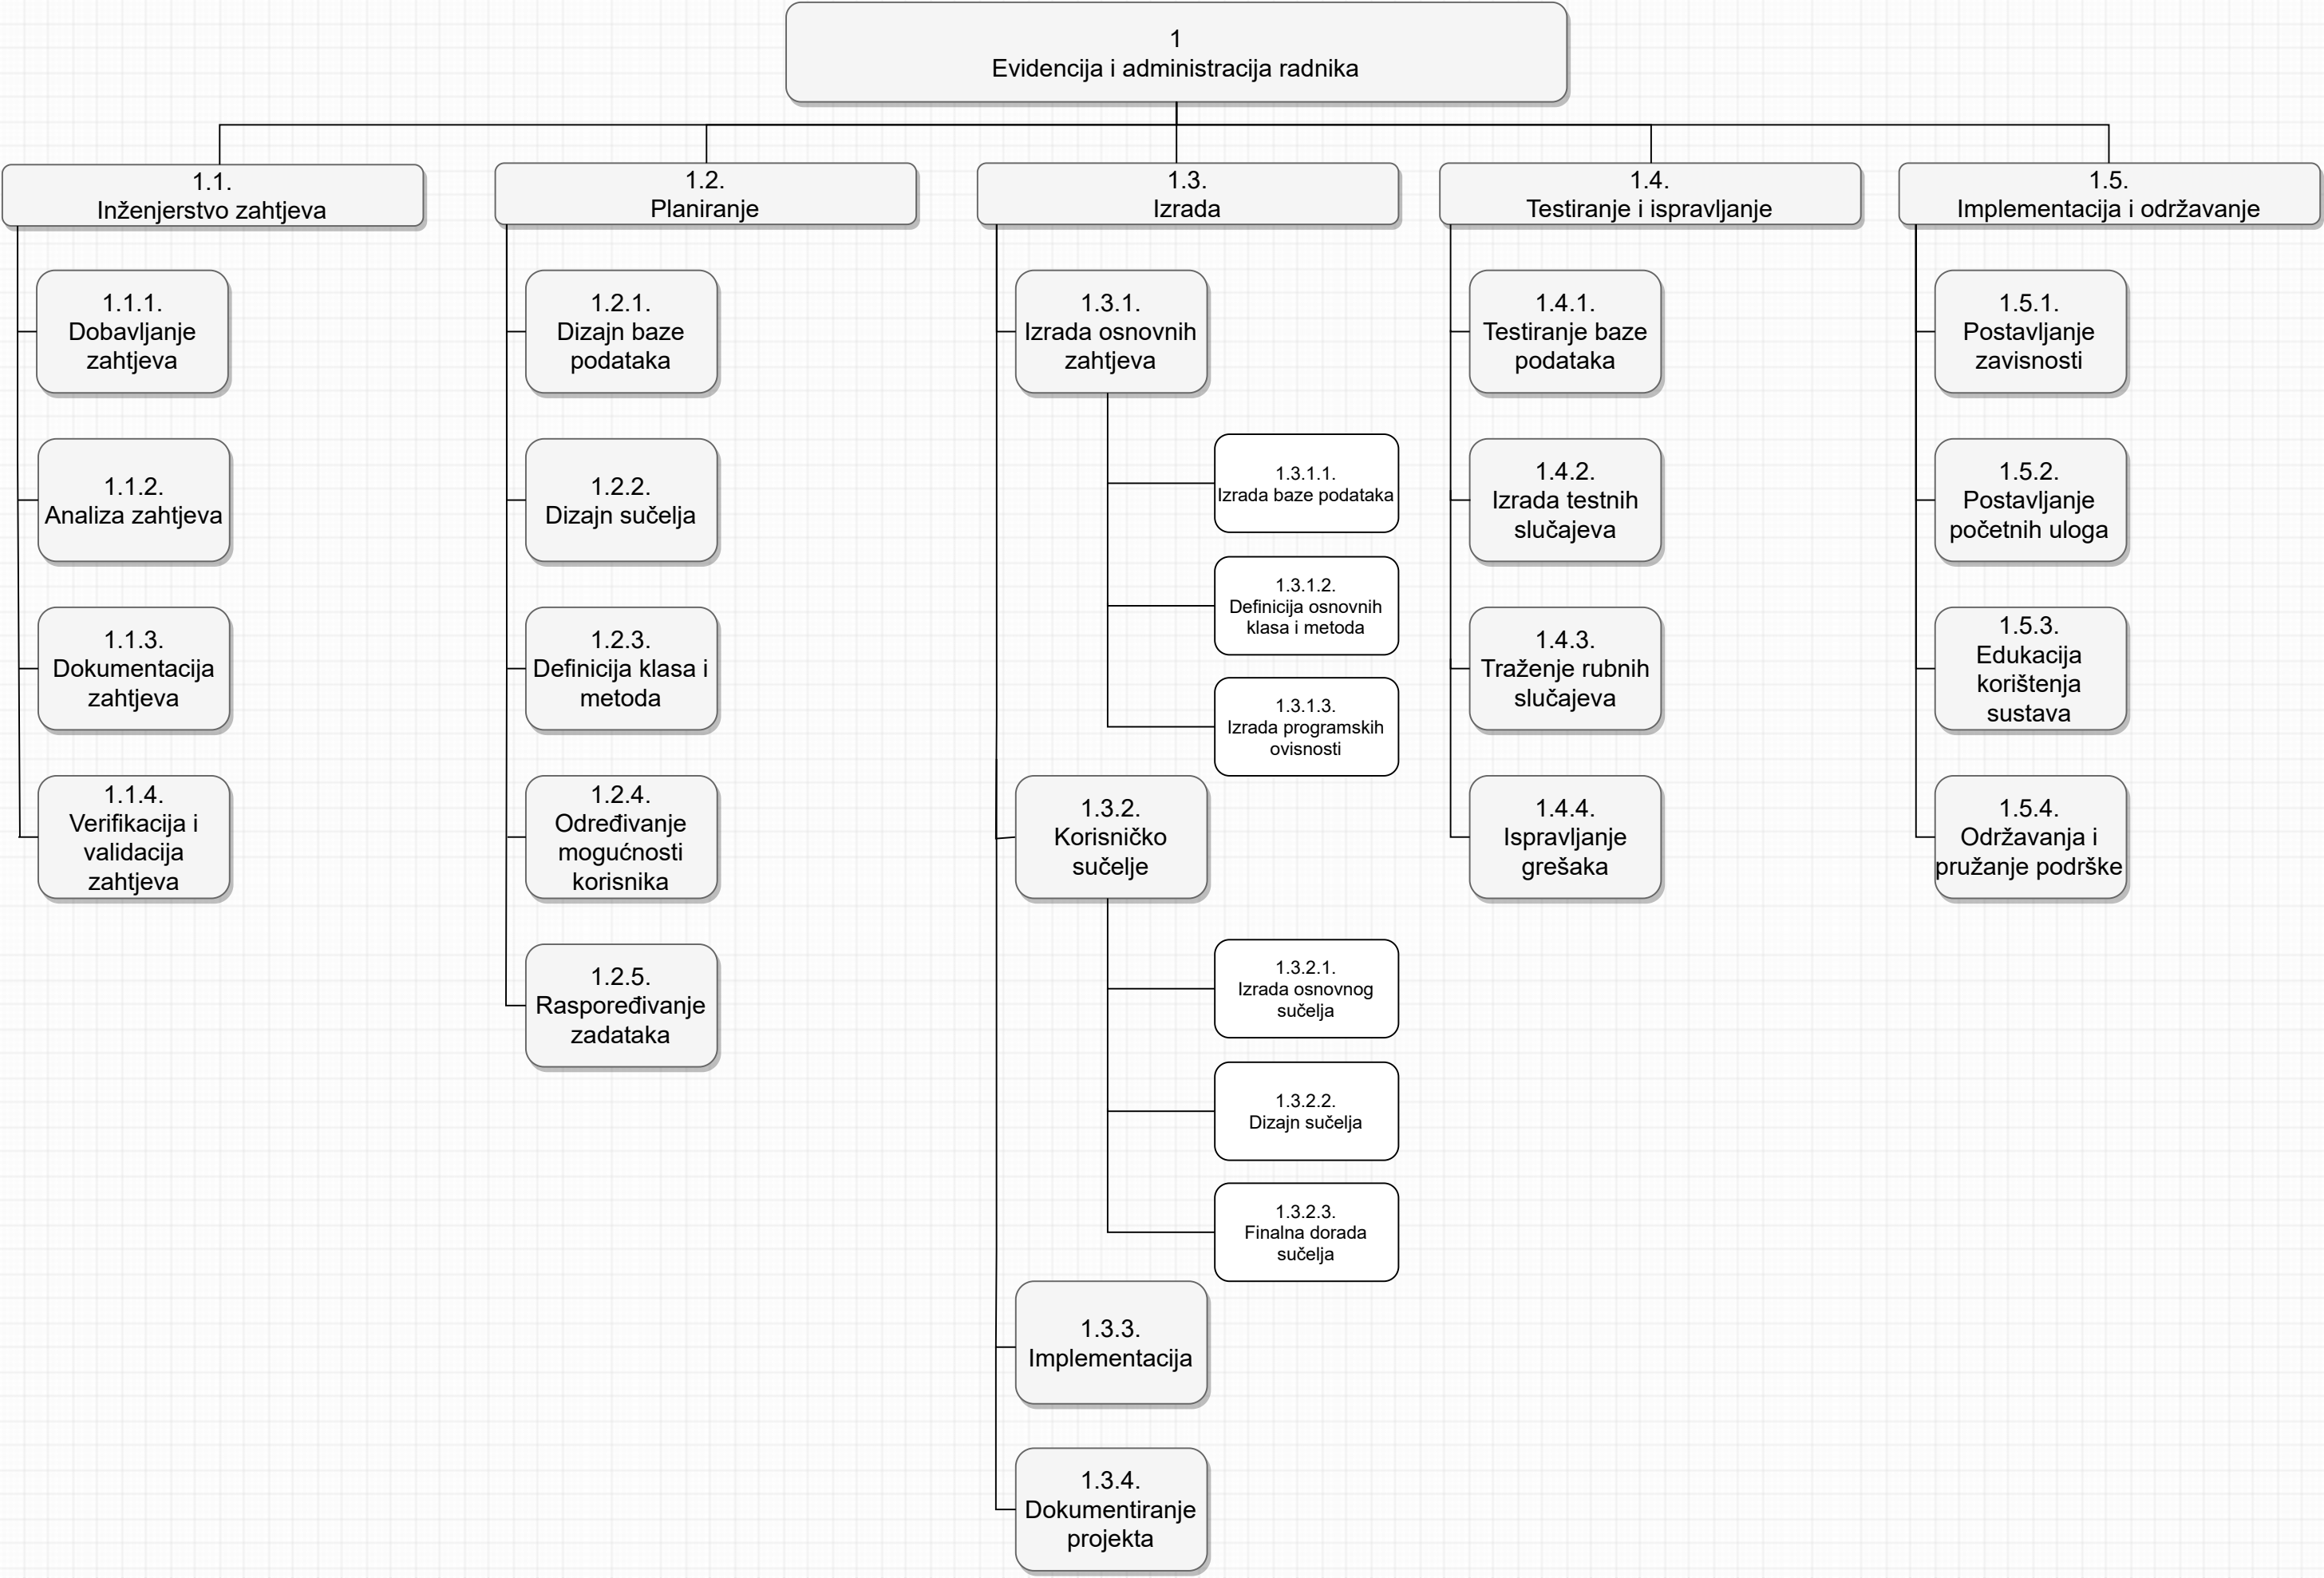 1
Evidencija i administracija radnika
1.1.
Inženjerstvo zahtjeva
1.2.
Planiranje
1.3.
Izrada
1.4.
Testiranje i ispravljanje
1.5.
Implementacija i održavanje
1.1.1.
Dobavljanje
zahtjeva
1.1.2.
Analiza zahtjeva
1.1.3.
Dokumentacija
zahtjeva
1.1.4.
Verifikacija i
validacija
zahtjeva
1.2.1.
Dizajn baze
podataka
1.2.2.
Dizajn sučelja
1.2.3.
Definicija klasa i
metoda
1.2.4.
Određivanje
mogućnosti
korisnika
1.2.5.
Raspoređivanje
zadataka
1.3.1.
Izrada osnovnih
zahtjeva
1.3.1.1.
Izrada baze podataka
1.3.1.2.
Definicija osnovnih
klasa i metoda
1.3.1.3.
Izrada programskih
ovisnosti
1.3.2.
Korisničko
sučelje
1.3.2.1.
Izrada osnovnog
sučelja
1.3.2.2.
Dizajn sučelja
1.3.2.3.
Finalna dorada
sučelja
1.3.3.
Implementacija
1.3.4.
Dokumentiranje
projekta
1.4.1.
Testiranje baze
podataka
1.4.2.
Izrada testnih
slučajeva
1.4.3.
Traženje rubnih
slučajeva
1.4.4.
Ispravljanje
grešaka
1.5.1.
Postavljanje
zavisnosti
1.5.2.
Postavljanje
početnih uloga
1.5.3.
Edukacija
korištenja
sustava
1.5.4.
Održavanja i
pružanje podrške